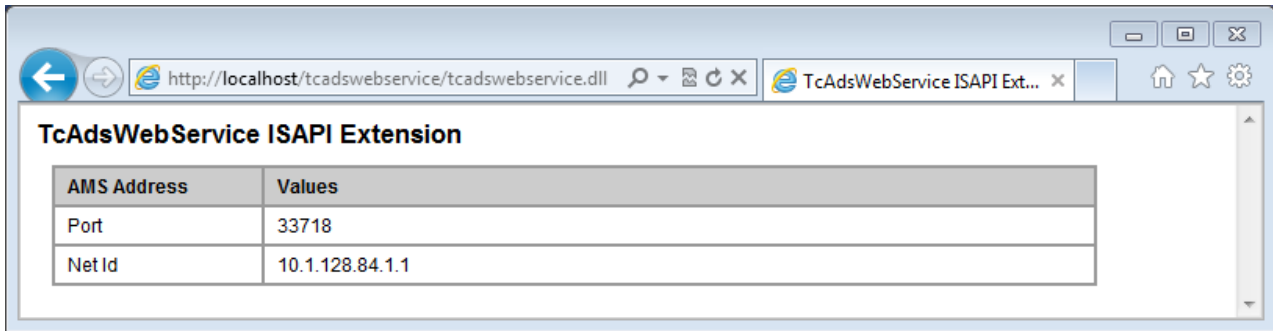 http://localhost/tcadswebservice/tcadswebservice.dll TcAdsWebService ISAPI Ext...
TcAdsWebService ISAPI Extension
AMS Address Values
Port 33718
Net Id 10.1.128.84.1.1